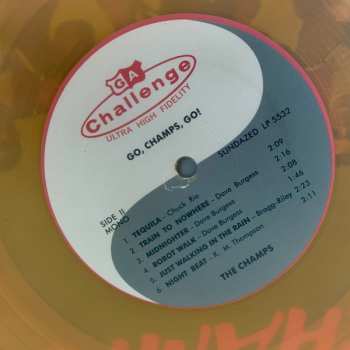 GA
Challenge
ULTRA HIGH FIDELITY
GO, CHAMPS, GO!
SIDE II
MONO
SUNDAZED LP 5532
1 TEQUILA - Chuck Rio 2:09
2 TRAIN TO NOWHERE - Dave Burgess 2:16
3 MIDNIGHTER - Dave Burgess 2:08
4 ROBOT WALK - Dave Burgess 1:46
5 JUST WALKING IN THE RAIN - Bragg-Riley 2:23
6 NIGHT BEAT - R. M. Thompson 2:11
THE CHAMPS